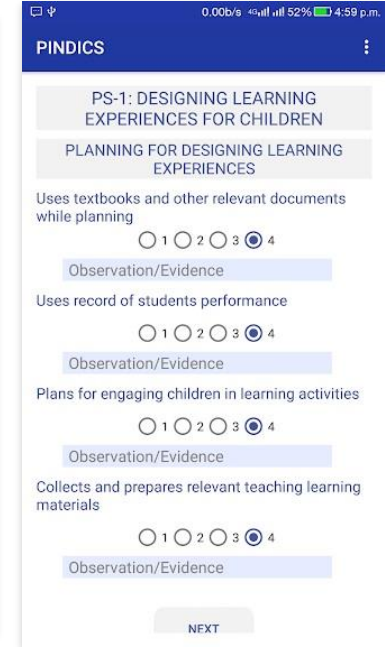 0.00b/s 4G 52% 4:59 p.m.
PINDICS
PS-1: DESIGNING LEARNING
EXPERIENCES FOR CHILDREN
PLANNING FOR DESIGNING LEARNING
EXPERIENCES
Uses textbooks and other relevant documents
while planning
1 2 3 4
Observation/Evidence
Uses record of students performance
1 2 3 4
Observation/Evidence
Plans for engaging children in learning activities
1 2 3 4
Observation/Evidence
Collects and prepares relevant teaching learning
materials
1 2 3 4
Observation/Evidence
NEXT